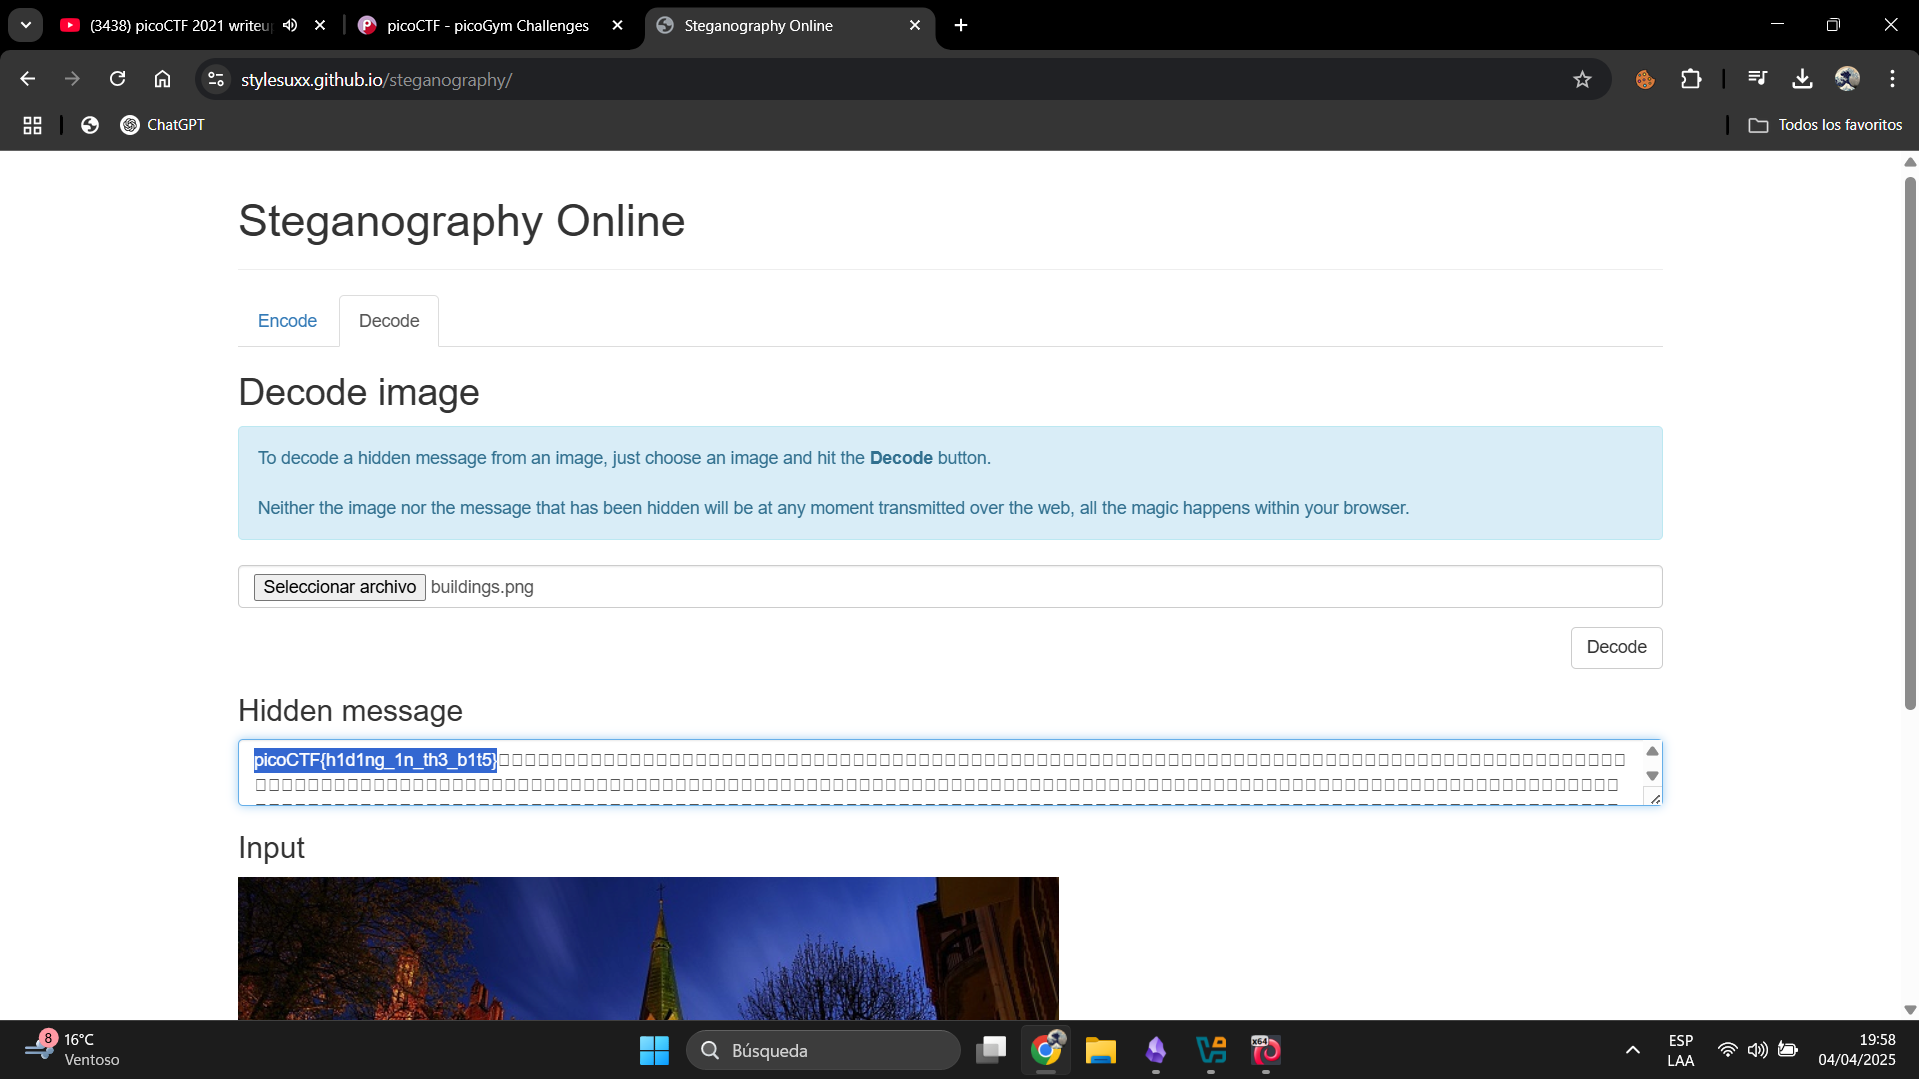 (3438) picoCTF 2021 writeup
picoCTF - picoGym Challenges
Steganography Online
stylesuxx.github.io/steganography/
ChatGPT
Todos los favoritos
Steganography Online
Encode
Decode
Decode image
To decode a hidden message from an image, just choose an image and hit the Decode button.
Neither the image nor the message that has been hidden will be at any moment transmitted over the web, all the magic happens within your browser.
Seleccionar archivo buildings.png
Decode
Hidden message
picoCTF{h1d1ng_1n_th3_b1t5}
Input
8
16°C
Ventoso
Búsqueda
x64
ESP
LAA
19:58
04/04/2025